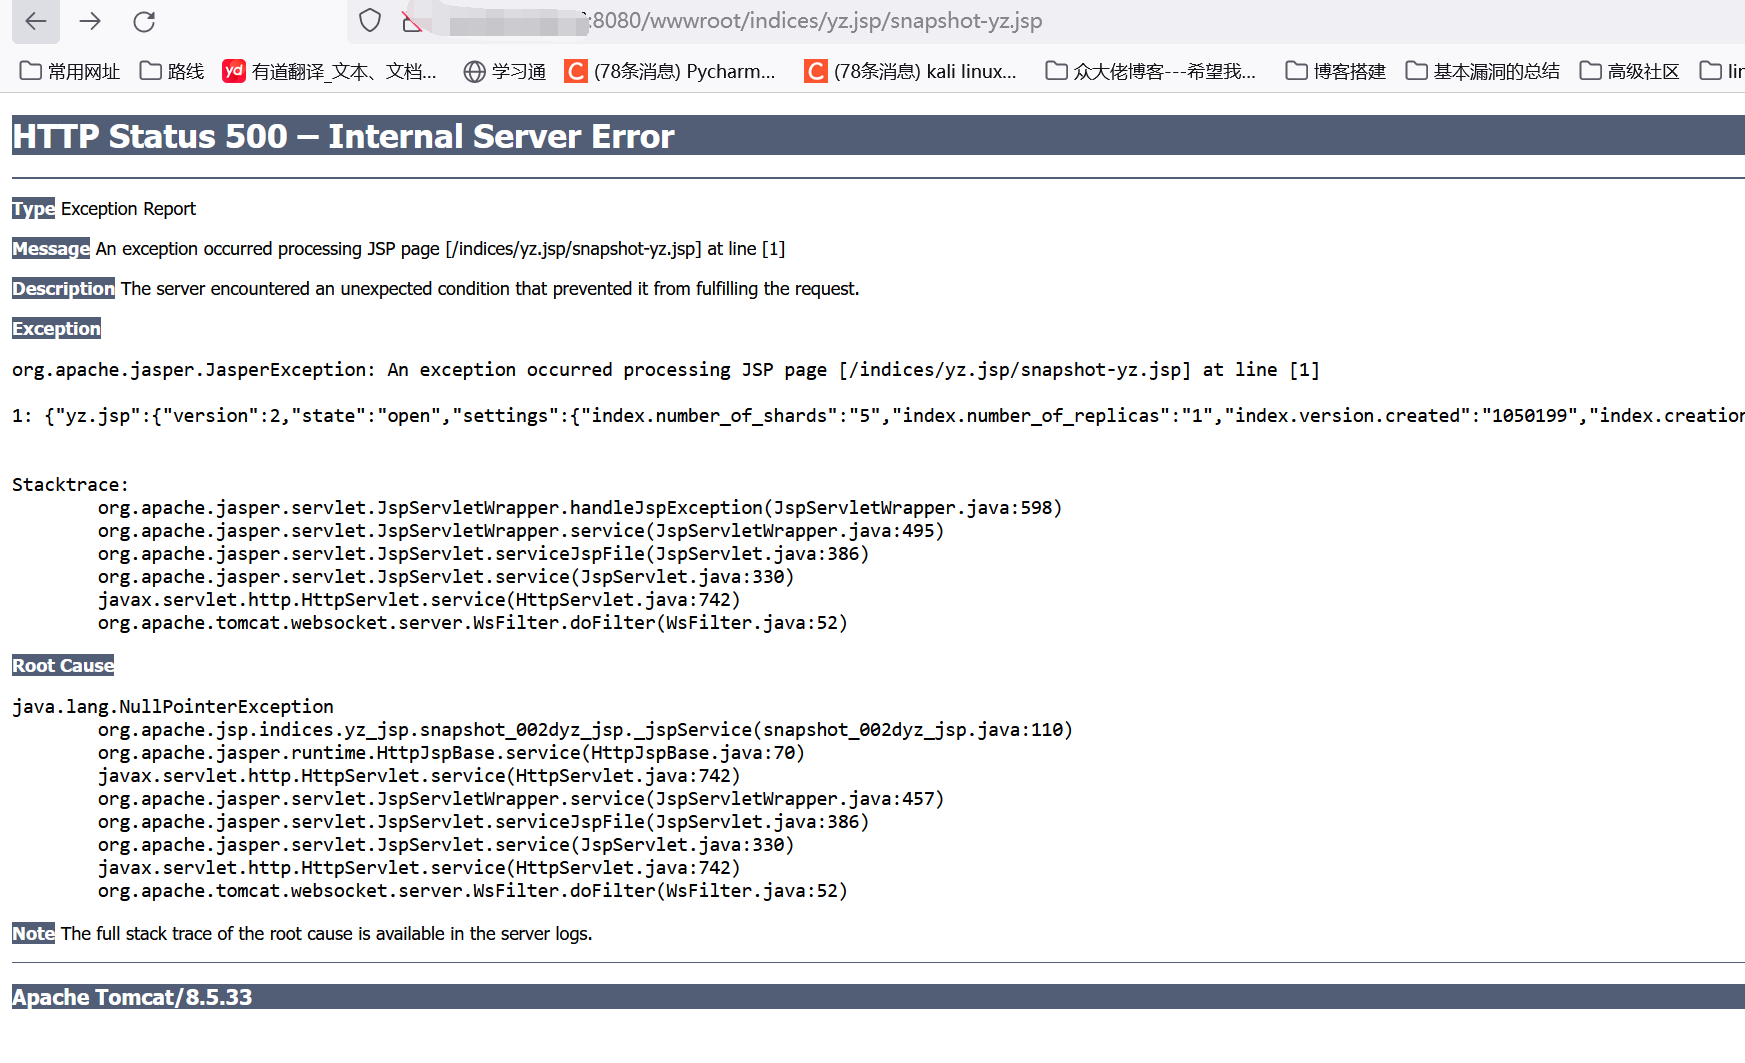 :8080/wwwroot/indices/yz.jsp/snapshot-yz.jsp
常用网址 路线 yd 有道翻译_文本、文档... 学习通 C (78条消息) Pycharm... C (78条消息) kali linux... 众大佬博客---希望我... 博客搭建 基本漏洞的总结 高级社区 lin
HTTP Status 500 – Internal Server Error
Type Exception Report
Message An exception occurred processing JSP page [/indices/yz.jsp/snapshot-yz.jsp] at line [1]
Description The server encountered an unexpected condition that prevented it from fulfilling the request.
Exception
org.apache.jasper.JasperException: An exception occurred processing JSP page [/indices/yz.jsp/snapshot-yz.jsp] at line [1]
1: {"yz.jsp":{"version":2,"state":"open","settings":{"index.number_of_shards":"5","index.number_of_replicas":"1","index.version.created":"1050199","index.creation
Stacktrace:
org.apache.jasper.servlet.JspServletWrapper.handleJspException(JspServletWrapper.java:598)
org.apache.jasper.servlet.JspServletWrapper.service(JspServletWrapper.java:495)
org.apache.jasper.servlet.JspServlet.serviceJspFile(JspServlet.java:386)
org.apache.jasper.servlet.JspServlet.service(JspServlet.java:330)
javax.servlet.http.HttpServlet.service(HttpServlet.java:742)
org.apache.tomcat.websocket.server.WsFilter.doFilter(WsFilter.java:52)
Root Cause
java.lang.NullPointerException
org.apache.jsp.indices.yz_jsp.snapshot_002dyz_jsp._jspService(snapshot_002dyz_jsp.java:110)
org.apache.jasper.runtime.HttpJspBase.service(HttpJspBase.java:70)
javax.servlet.http.HttpServlet.service(HttpServlet.java:742)
org.apache.jasper.servlet.JspServletWrapper.service(JspServletWrapper.java:457)
org.apache.jasper.servlet.JspServlet.serviceJspFile(JspServlet.java:386)
org.apache.jasper.servlet.JspServlet.service(JspServlet.java:330)
javax.servlet.http.HttpServlet.service(HttpServlet.java:742)
org.apache.tomcat.websocket.server.WsFilter.doFilter(WsFilter.java:52)
Note The full stack trace of the root cause is available in the server logs.
Apache Tomcat/8.5.33